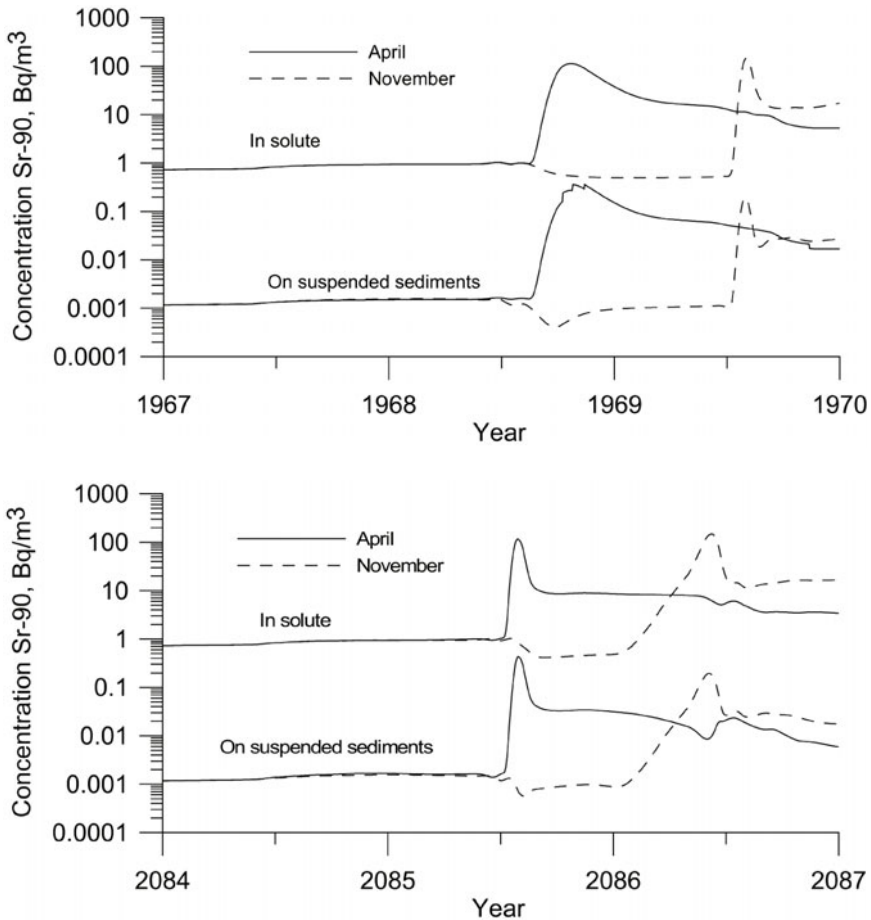 Concentration Sr-90, Bq/m³
1000
100
10
1
0.1
0.01
0.001
0.0001
April
November
In solute
On suspended sediments
1967
1968
1969
1970
Year
Concentration Sr-90, Bq/m³
1000
100
10
1
0.1
0.01
0.001
0.0001
April
November
In solute
On suspended sediments
2084
2085
2086
2087
Year